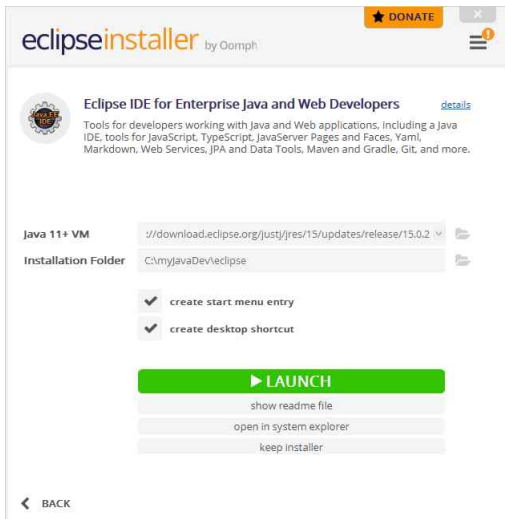 DONATE
eclipseinstaller by Oomph
!
Java EE
IDE
Eclipse IDE for Enterprise Java and Web Developers details
Tools for developers working with Java and Web applications, including a Java
IDE, tools for JavaScript, TypeScript, JavaServer Pages and Faces, Yaml,
Markdown, Web Services, JPA and Data Tools, Maven and Gradle, Git, and more.
Java 11+ VM ://download.eclipse.org/justj/jres/15/updates/release/15.0.2
Installation Folder C:\myJavaDev\eclipse
create start menu entry
create desktop shortcut
LAUNCH
show readme file
open in system explorer
keep installer
BACK